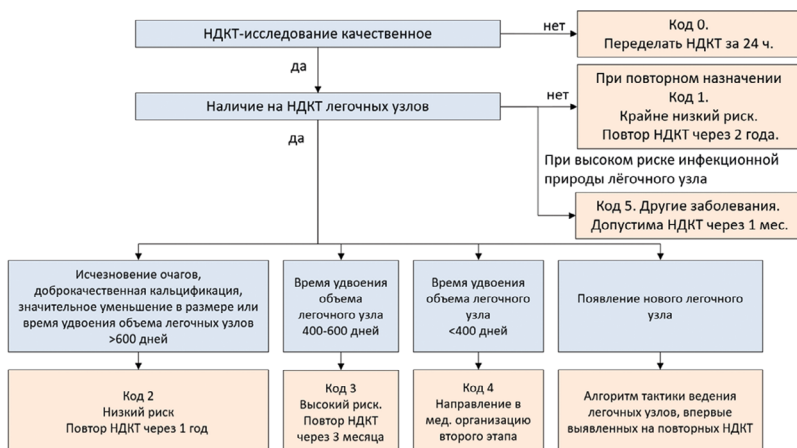 НДКТ-исследование качественное
нет
Код 0.
Переделать НДКТ за 24 ч.
да
Наличие на НДКТ легочных узлов
нет
При повторном назначении
Код 1.
Крайне низкий риск.
Повтор НДКТ через 2 года.
да
При высоком риске инфекционной
природы лёгочного узла
Код 5. Другие заболевания.
Допустима НДКТ через 1 мес.
Исчезновение очагов,
доброкачественная кальцификация,
значительное уменьшение в размере или
время удвоения объема легочных узлов
>600 дней
Время удвоения
объема
легочного узла
400-600 дней
Время удвоения
объема легочного
узла
<400 дней
Появление нового легочного
узла
Код 2
Низкий риск
Повтор НДКТ через 1 год
Код 3
Высокий риск.
Повтор НДКТ
через 3 месяца
Код 4
Направление в
мед. организацию
второго этапа
Алгоритм тактики ведения
легочных узлов, впервые
выявленных на повторных НДКТ